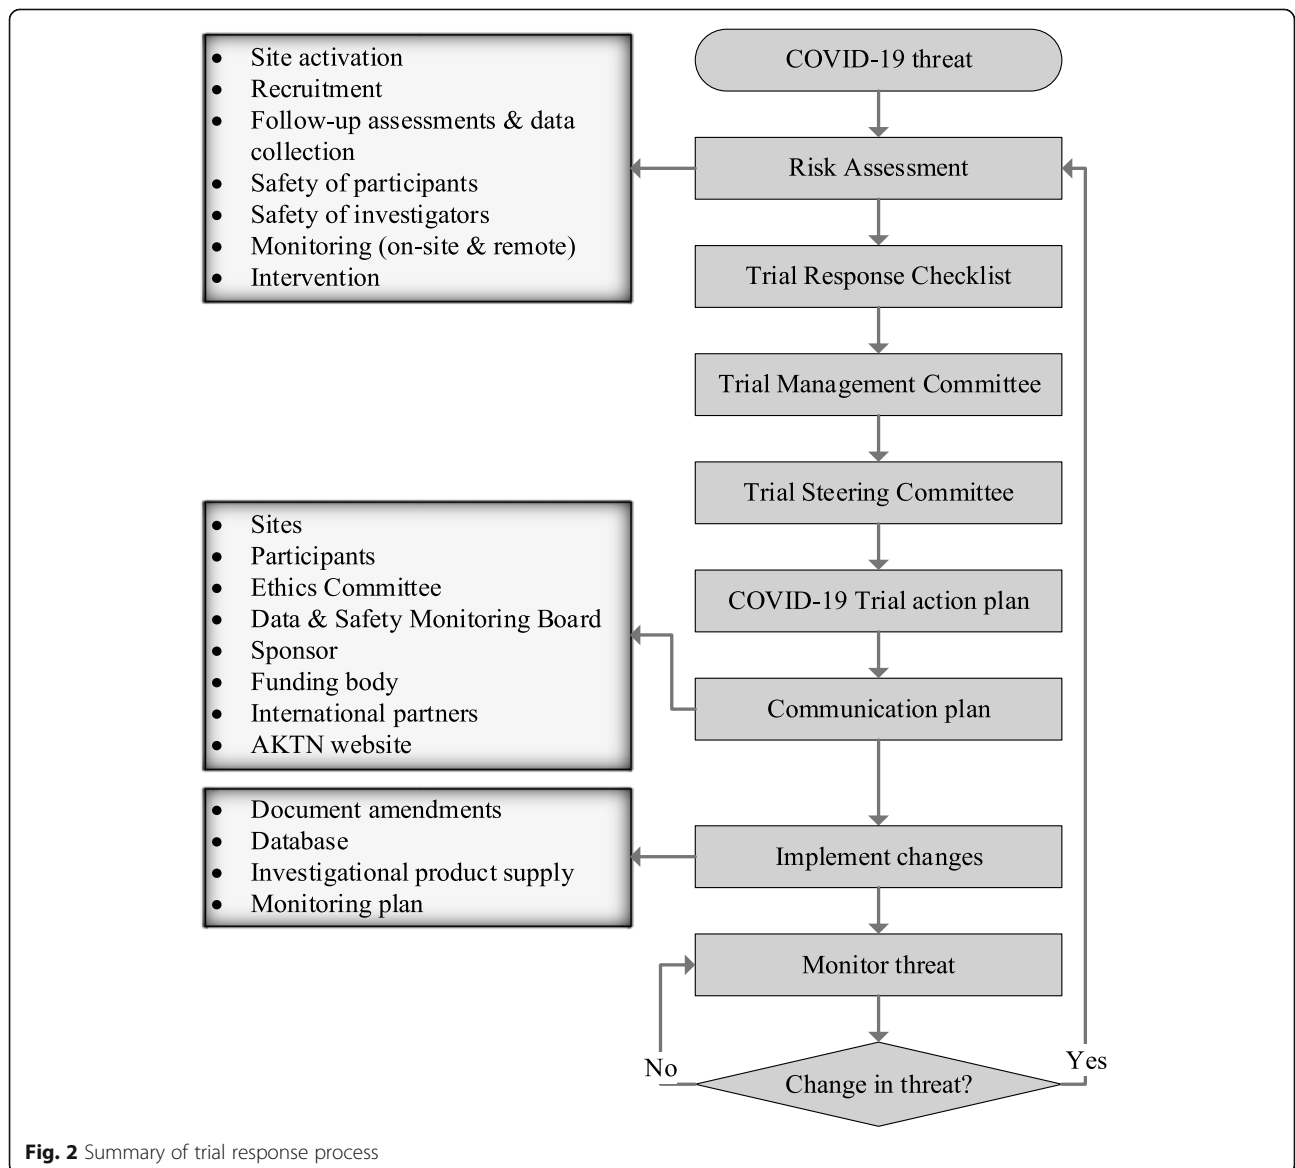 COVID-19 threat
Risk Assessment
• Site activation
• Recruitment
• Follow-up assessments & data
collection
• Safety of participants
• Safety of investigators
• Monitoring (on-site & remote)
• Intervention
Trial Response Checklist
Trial Management Committee
Trial Steering Committee
COVID-19 Trial action plan
Communication plan
• Sites
• Participants
• Ethics Committee
• Data & Safety Monitoring Board
• Sponsor
• Funding body
• International partners
• AKTN website
Implement changes
• Document amendments
• Database
• Investigational product supply
• Monitoring plan
Monitor threat
Change in threat?
No
Yes
Fig. 2 Summary of trial response process